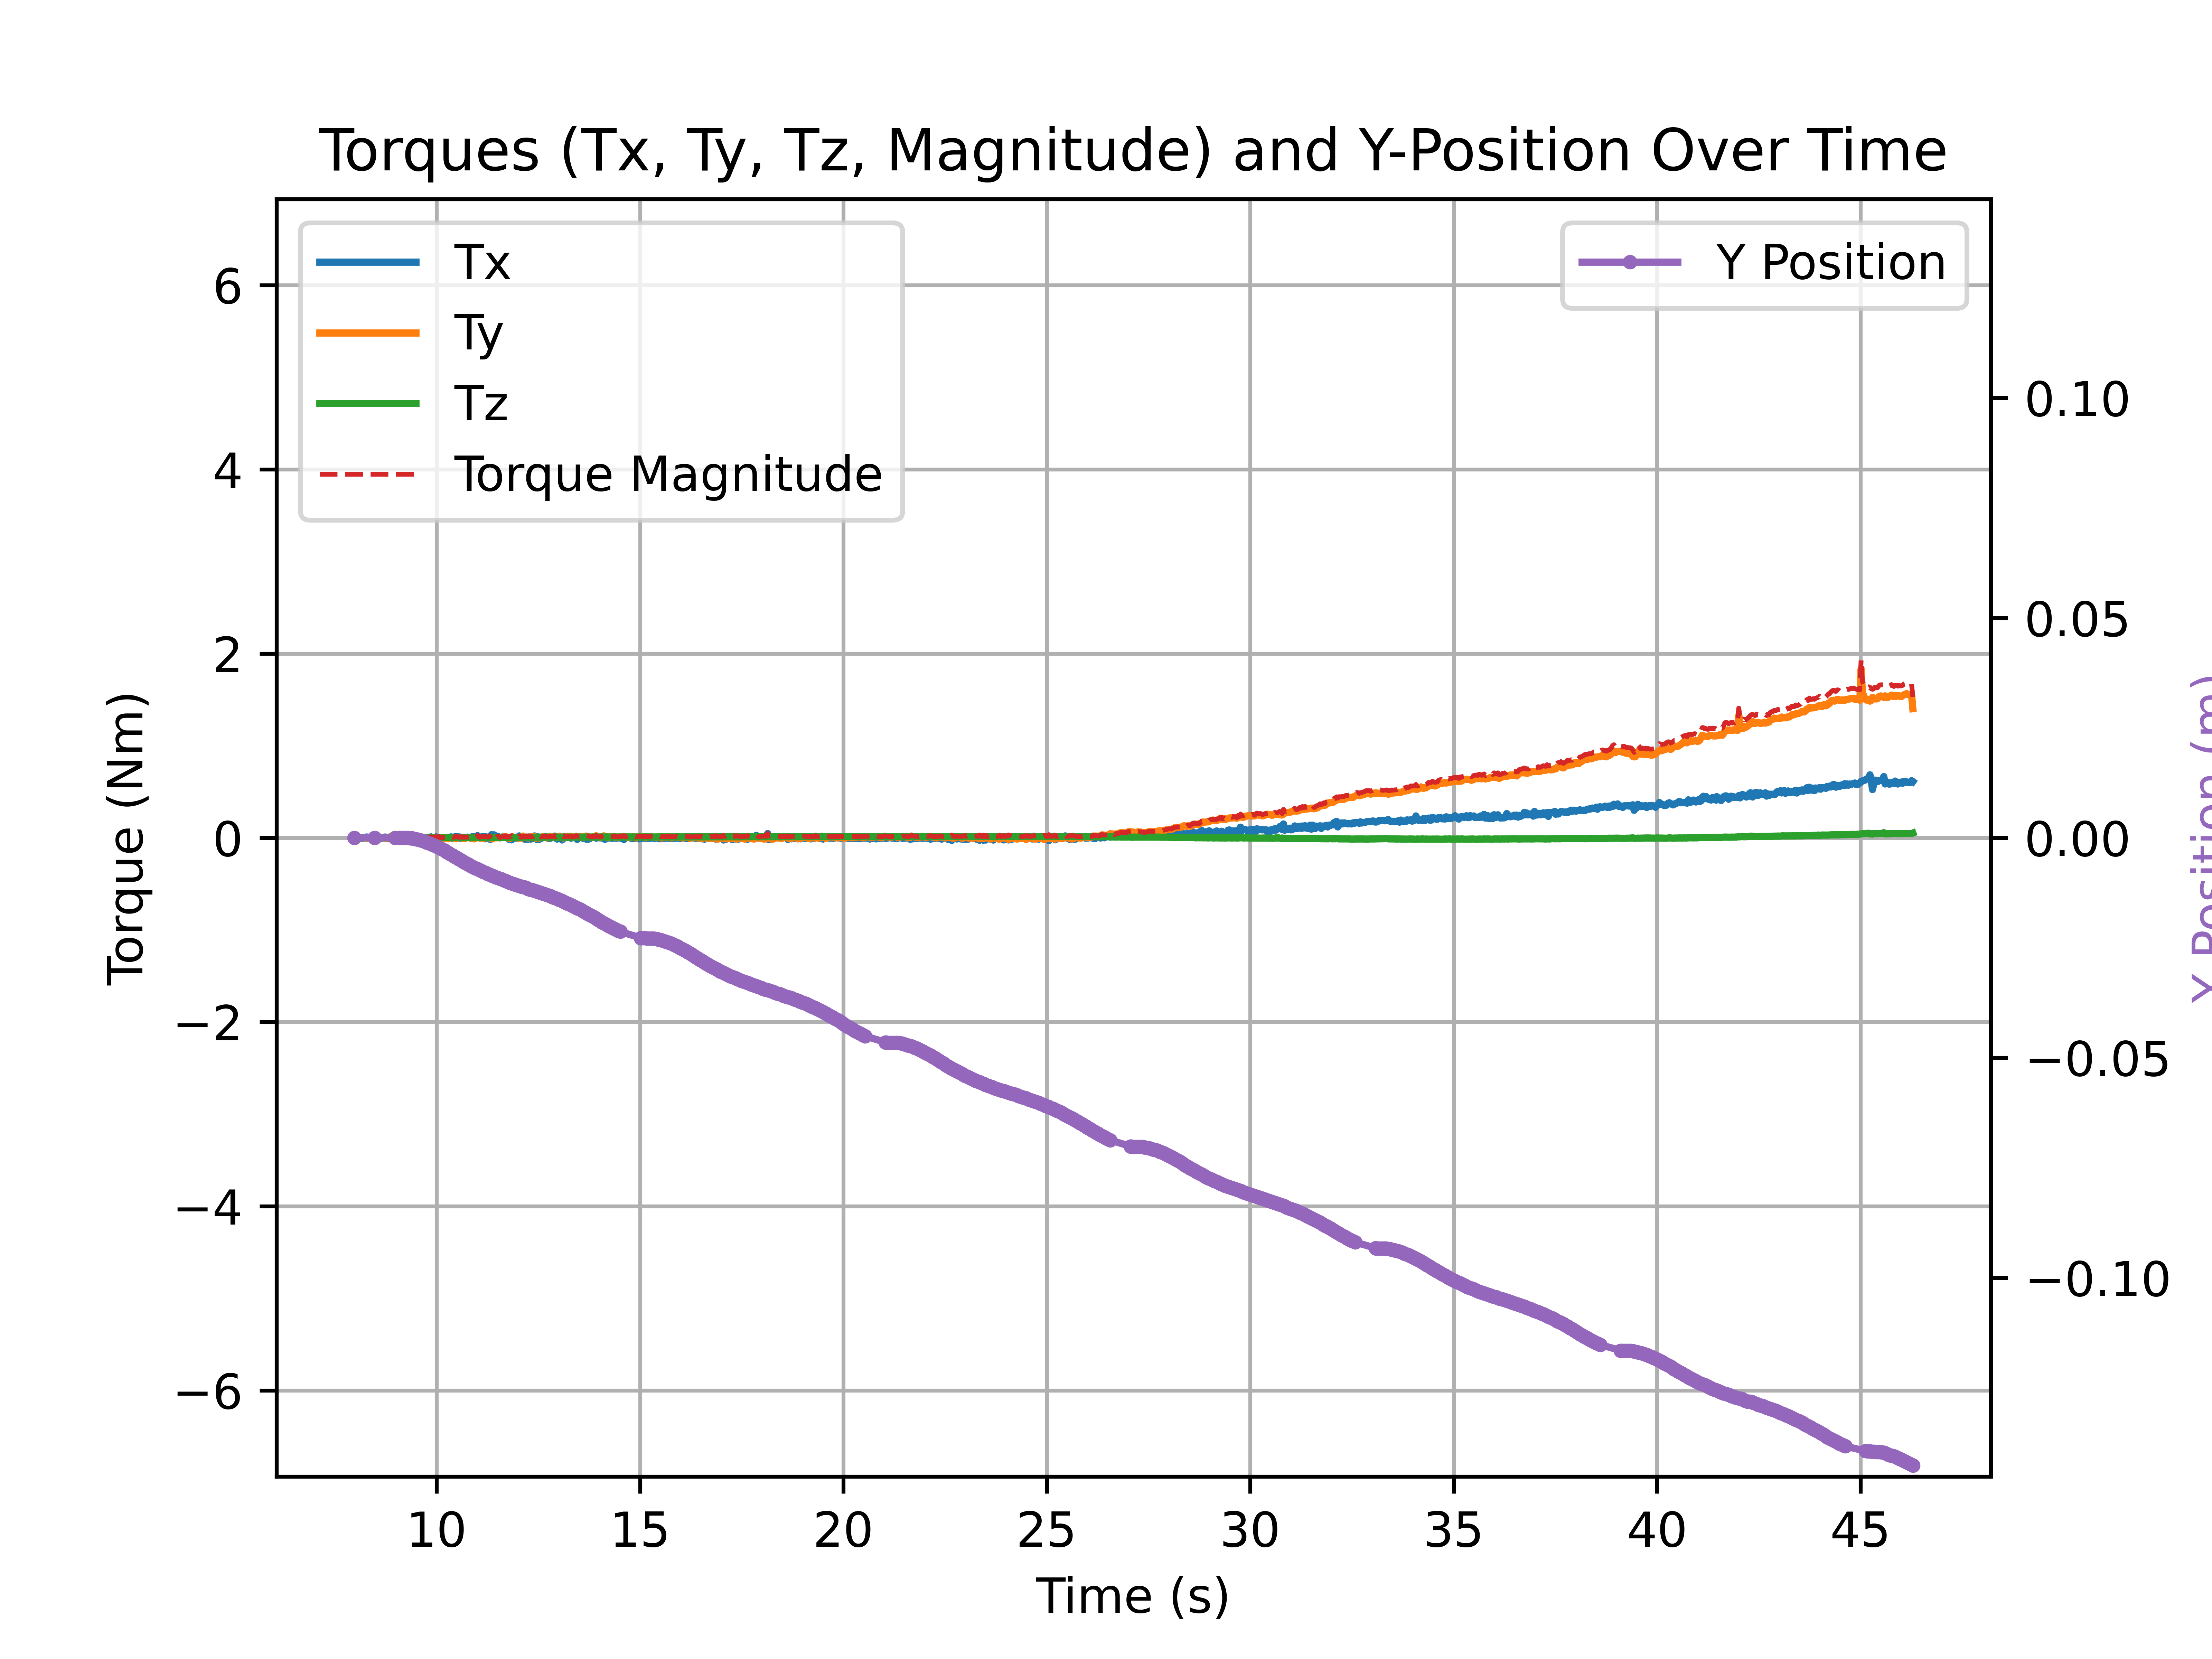 Torques (Tx, Ty, Tz, Magnitude) and Y-Position Over Time
Tx
Ty
Tz
Torque Magnitude
Y Position
6
4
2
0
−2
−4
−6
Torque (Nm)
0.10
0.05
0.00
−0.05
−0.10
Y Position (m)
10 15 20 25 30 35 40 45
Time (s)